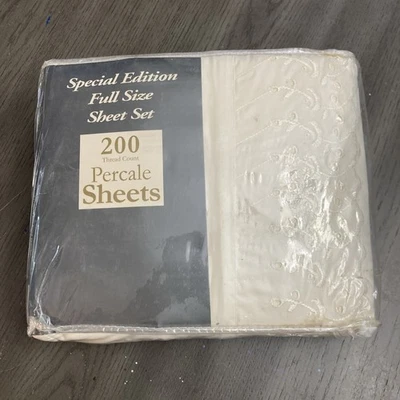 Special Edition
Full Size
Sheet Set
200
Thread Count
Percale
Sheets